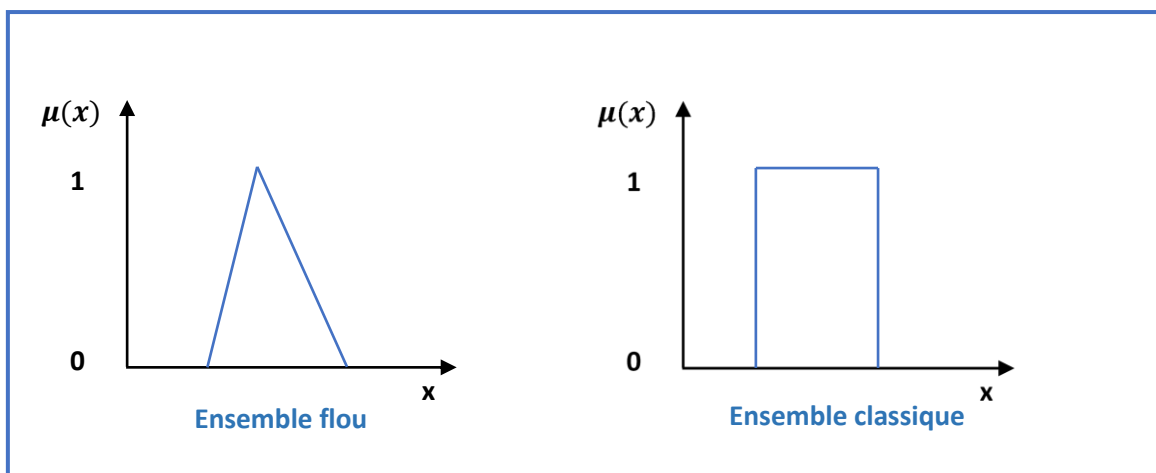 μ(x)
1
0
x
Ensemble flou
μ(x)
1
0
x
Ensemble classique